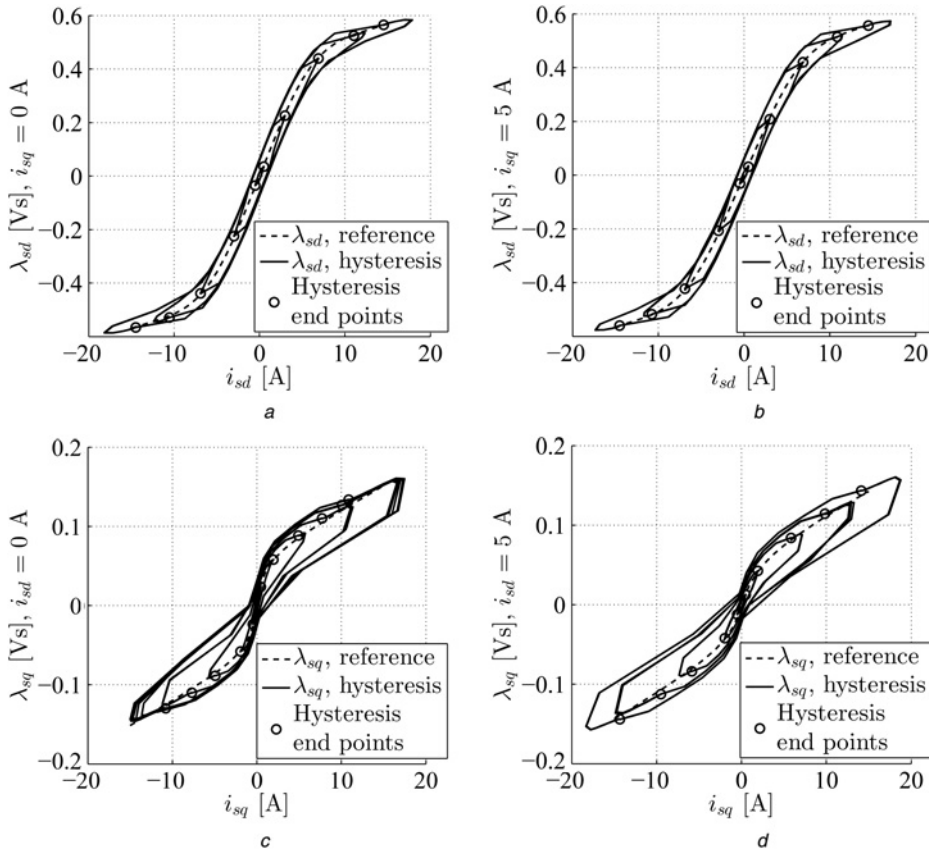 0.6
0.4
0.2
0
−0.2
−0.4
−20 −10 0 10 20
λsd [Vs], isq = 0 A
isd [A]
λsd, reference
λsd, hysteresis
Hysteresis
end points
a
0.6
0.4
0.2
0
−0.2
−0.4
−20 −10 0 10 20
λsd [Vs], isq = 5 A
isd [A]
λsd, reference
λsd, hysteresis
Hysteresis
end points
b
0.2
0.1
0
−0.1
−0.2
−20 −10 0 10 20
λsq [Vs], isd = 0 A
isq [A]
λsq, reference
λsq, hysteresis
Hysteresis
end points
c
0.2
0.1
0
−0.1
−0.2
−20 −10 0 10 20
λsq [Vs], isd = 5 A
isq [A]
λsq, reference
λsq, hysteresis
Hysteresis
end points
d